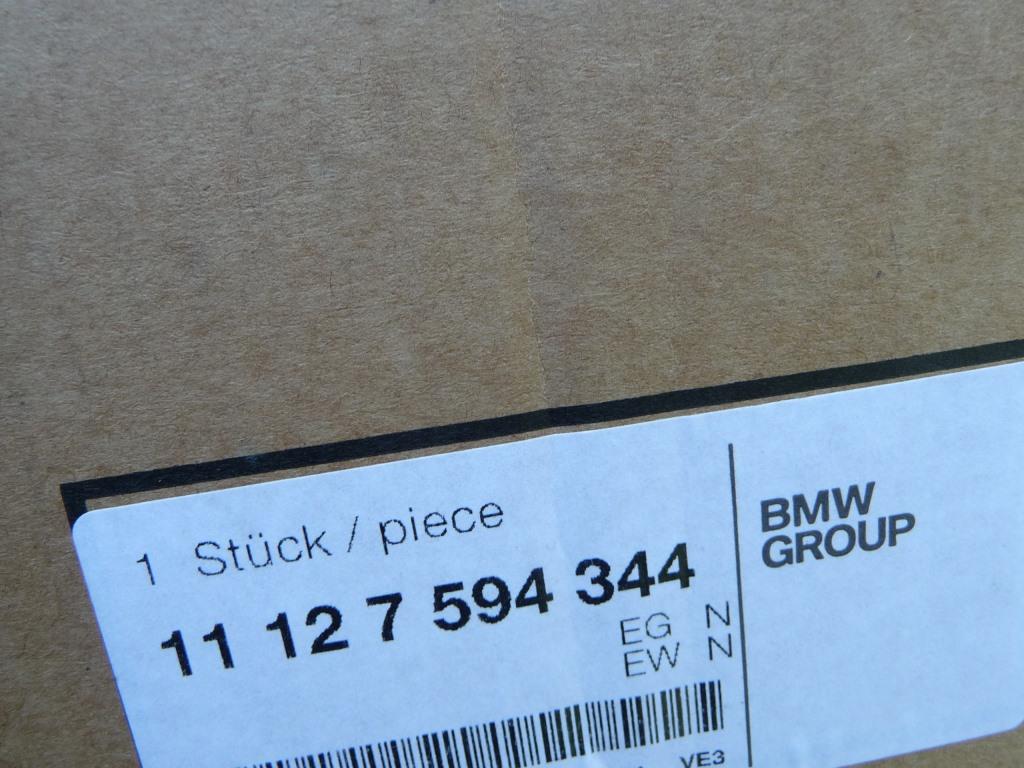 1 Stück / piece
11 12 7 594 344
EG N
EW N
VE3
BMW
GROUP